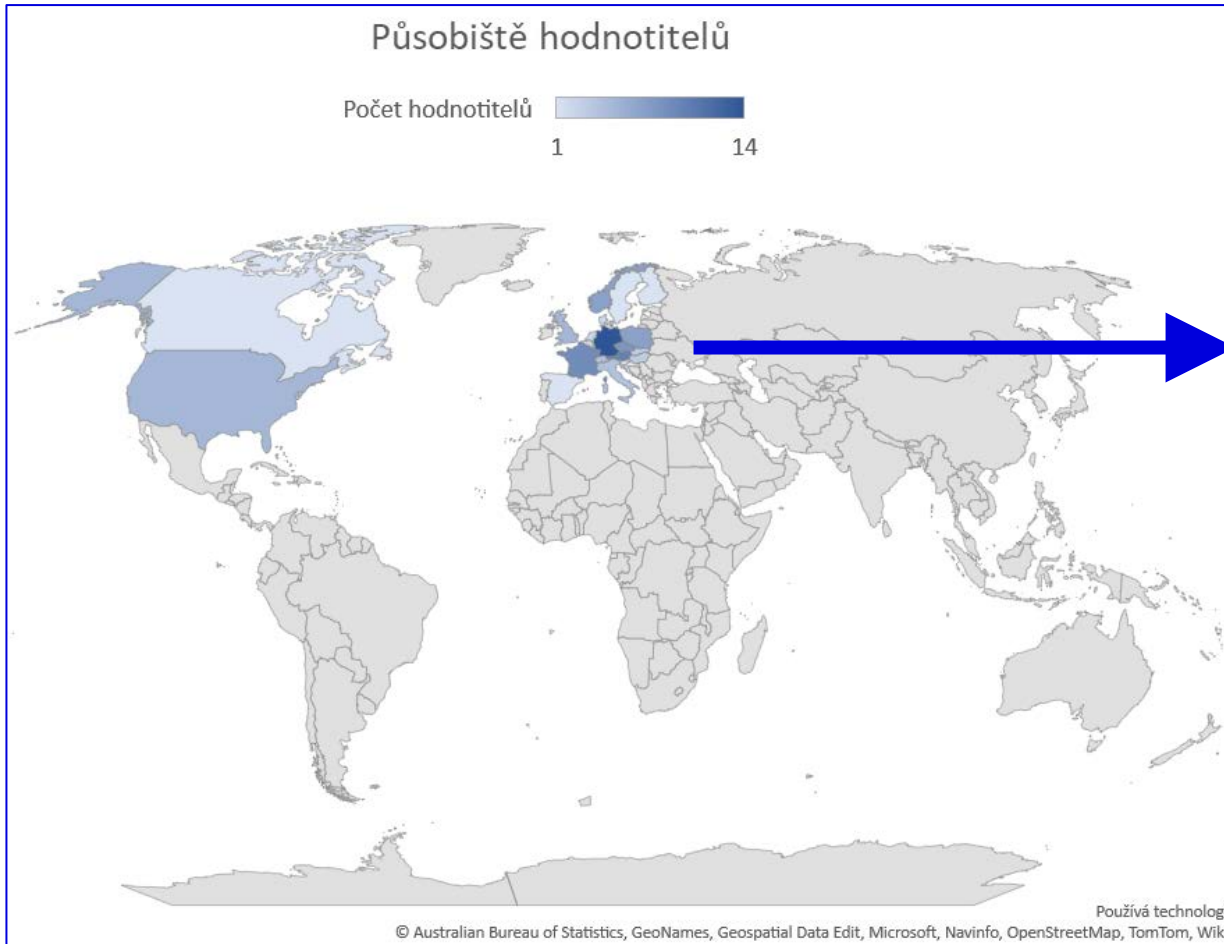 Působiště hodnotitelů
Počet hodnotitelů
1 14
Používá technolog
© Australian Bureau of Statistics, GeoNames, Geospatial Data Edit, Microsoft, Navinfo, OpenStreetMap, TomTom, Wik